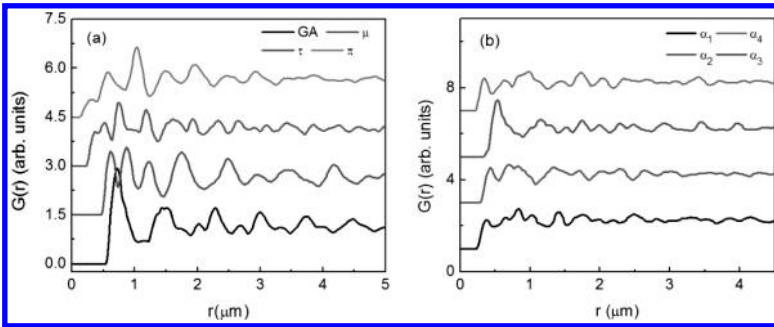 (a)
GA
μ
τ
π
7.5
6.0
4.5
3.0
1.5
0.0
G(r) (arb. units)
0 1 2 3 4 5
r(μm)
(b)
α1 α4
α2 α3
8
4
0
G(r) (arb. units)
0 1 2 3 4
r (μm)